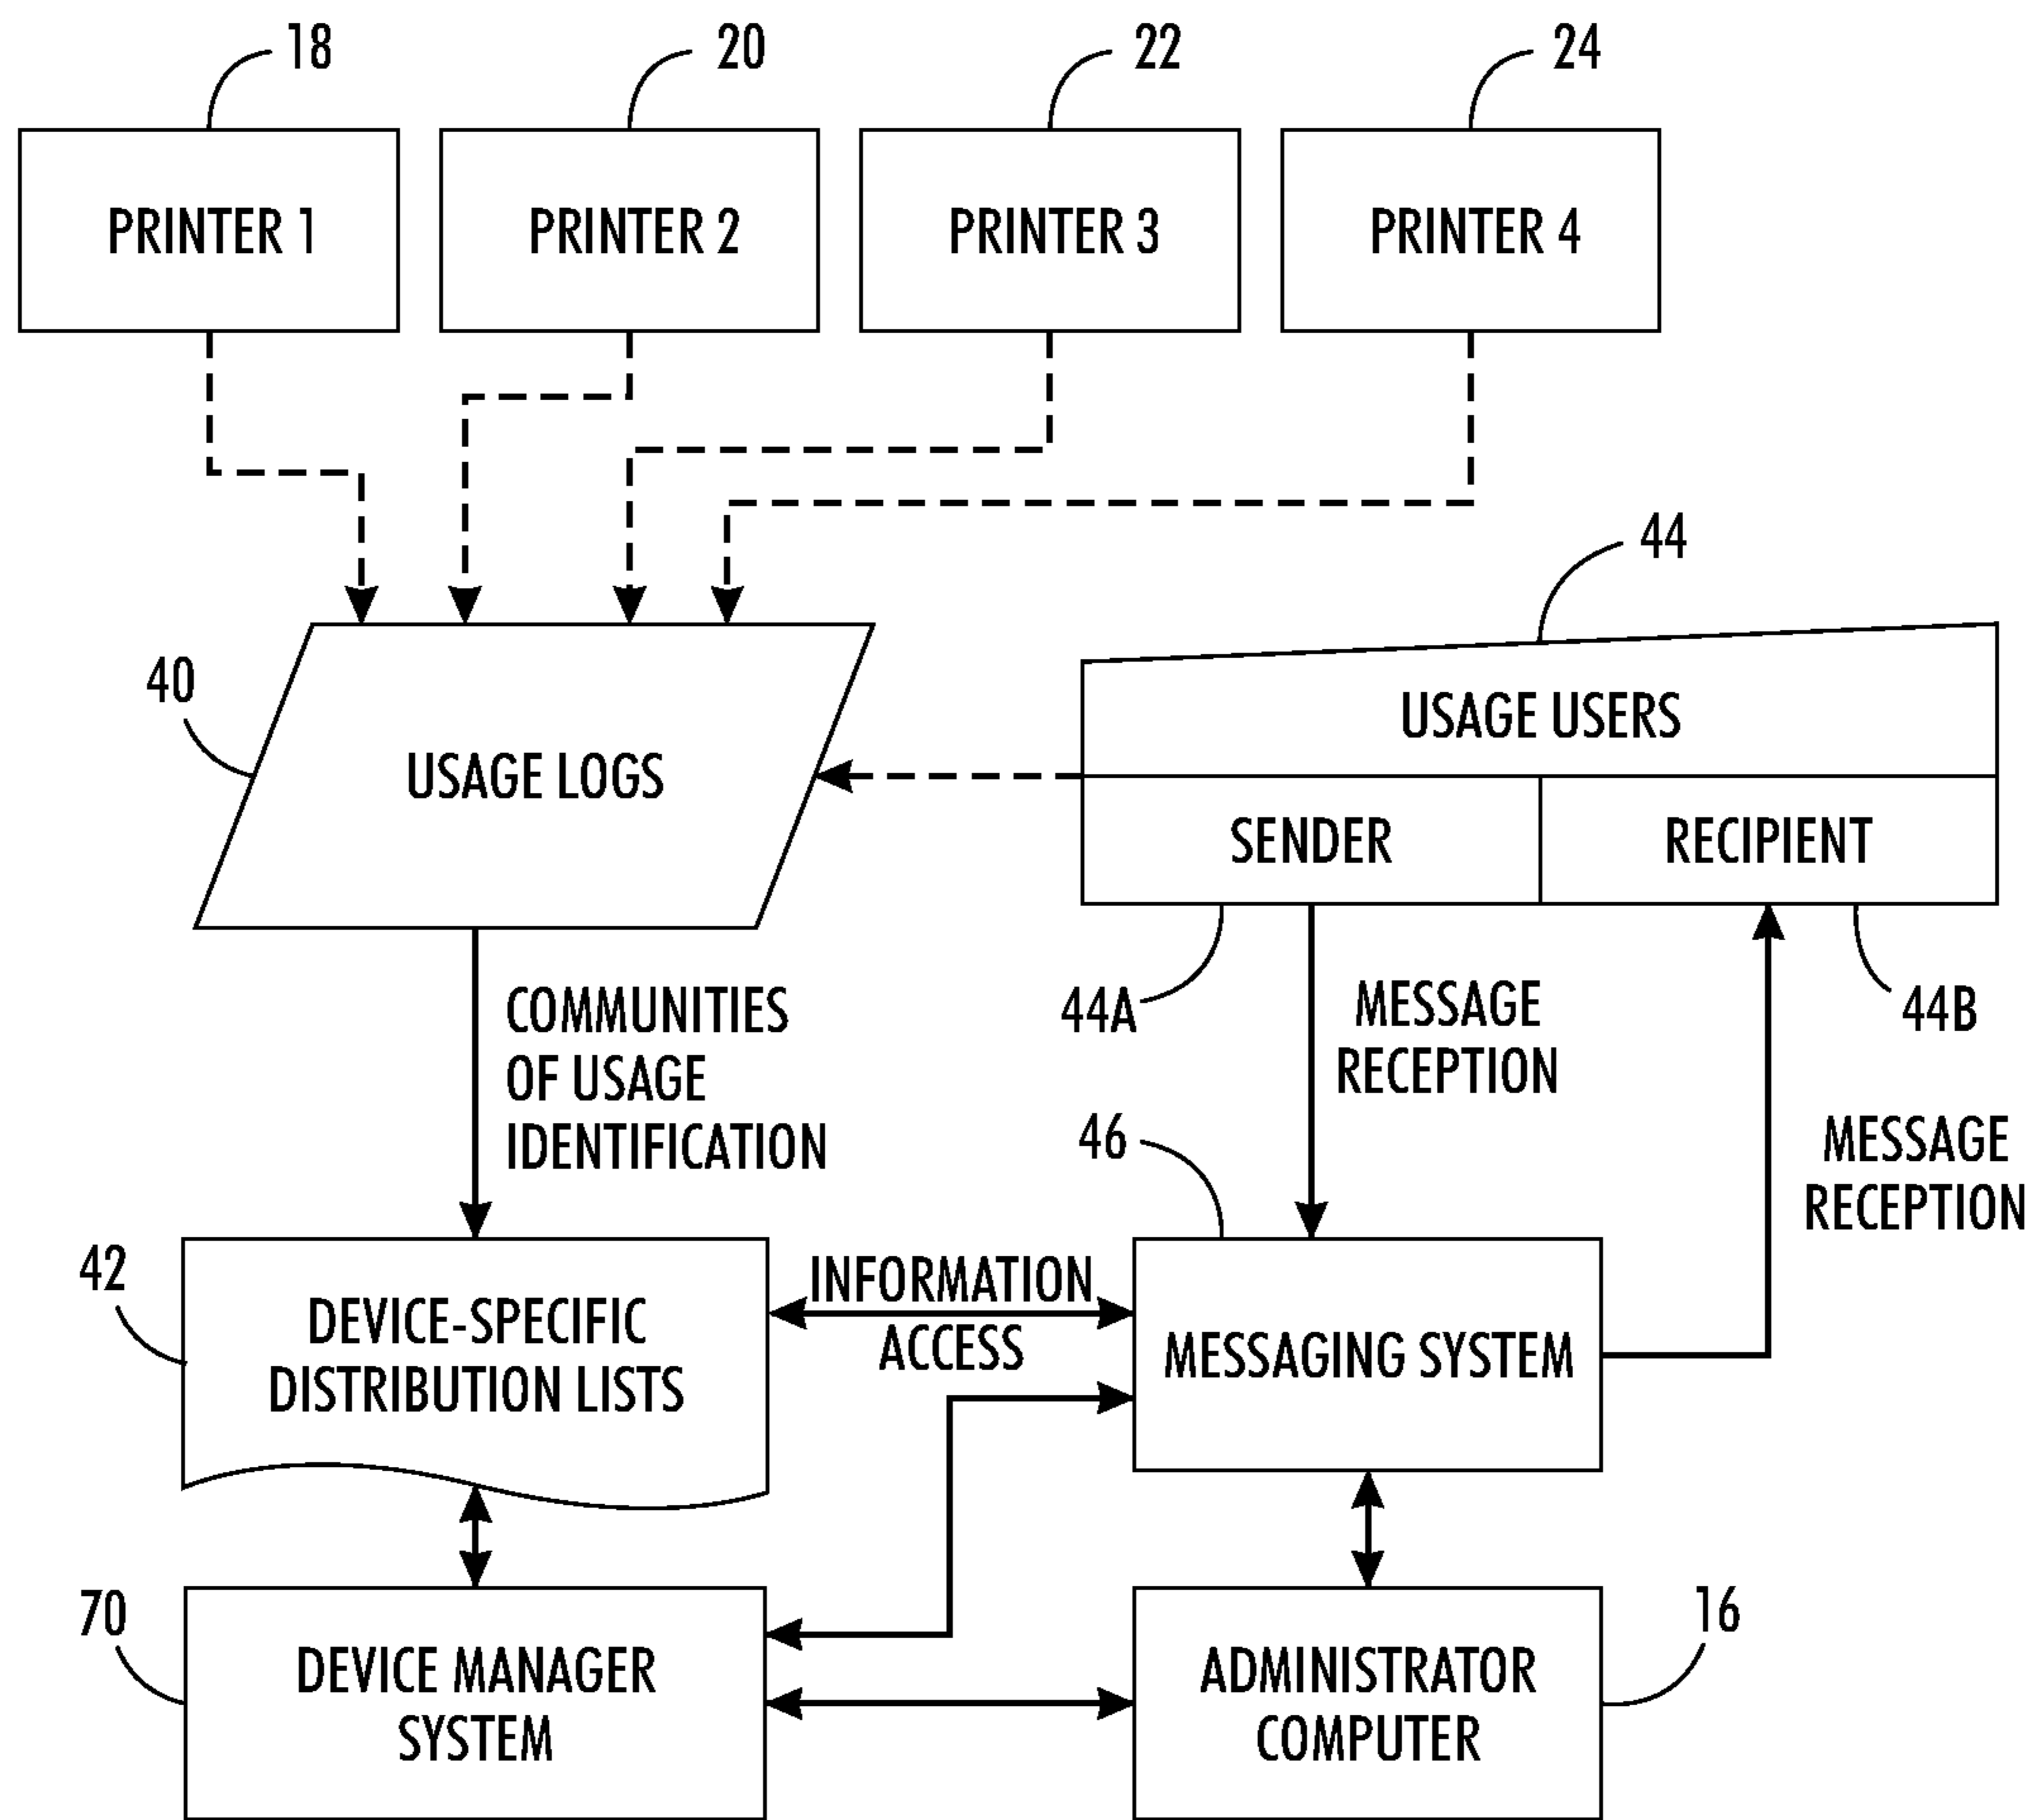 18
20
22
24
PRINTER 1
PRINTER 2
PRINTER 3
PRINTER 4
44
40
USAGE LOGS
USAGE USERS
SENDER
RECIPIENT
44A
44B
COMMUNITIES
OF USAGE
IDENTIFICATION
MESSAGE
RECEPTION
46
MESSAGE
RECEPTION
42
DEVICE-SPECIFIC
DISTRIBUTION LISTS
INFORMATION
ACCESS
MESSAGING SYSTEM
70
DEVICE MANAGER
SYSTEM
ADMINISTRATOR
COMPUTER
16